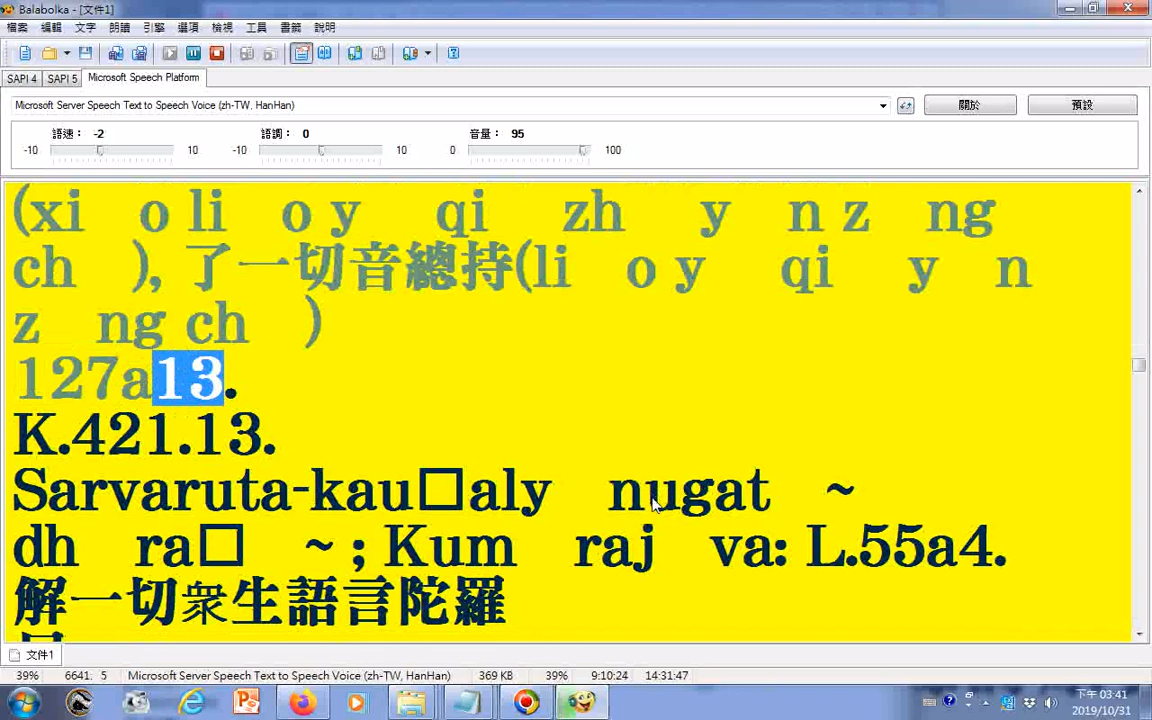 Balabolka - [文件1]
檔案 編輯 文字 朗讀 引擎 選項 檢視 工具 書籤 說明
SAPI 4 SAPI 5 Microsoft Speech Platform
Microsoft Server Speech Text to Speech Voice (zh-TW, HanHan) 關於 預設
語速： -2 語調： 0 音量： 95
-10 10 -10 10 0 100
(xi o li o y qi zh y n z ng
ch ), 了一切音總持(li o y qi y n
z ng ch )
127a13.
K.421.13.
Sarvaruta-kau□aly nugat ~
dh ra□ ~ ; Kum raj va: L.55a4.
解一切衆生語言陀羅
文件1
39% 6641. 5 Microsoft Server Speech Text to Speech Voice (zh-TW, HanHan) 369 KB 39% 9:10:24 14:31:47
下午 03:41
2019/10/31